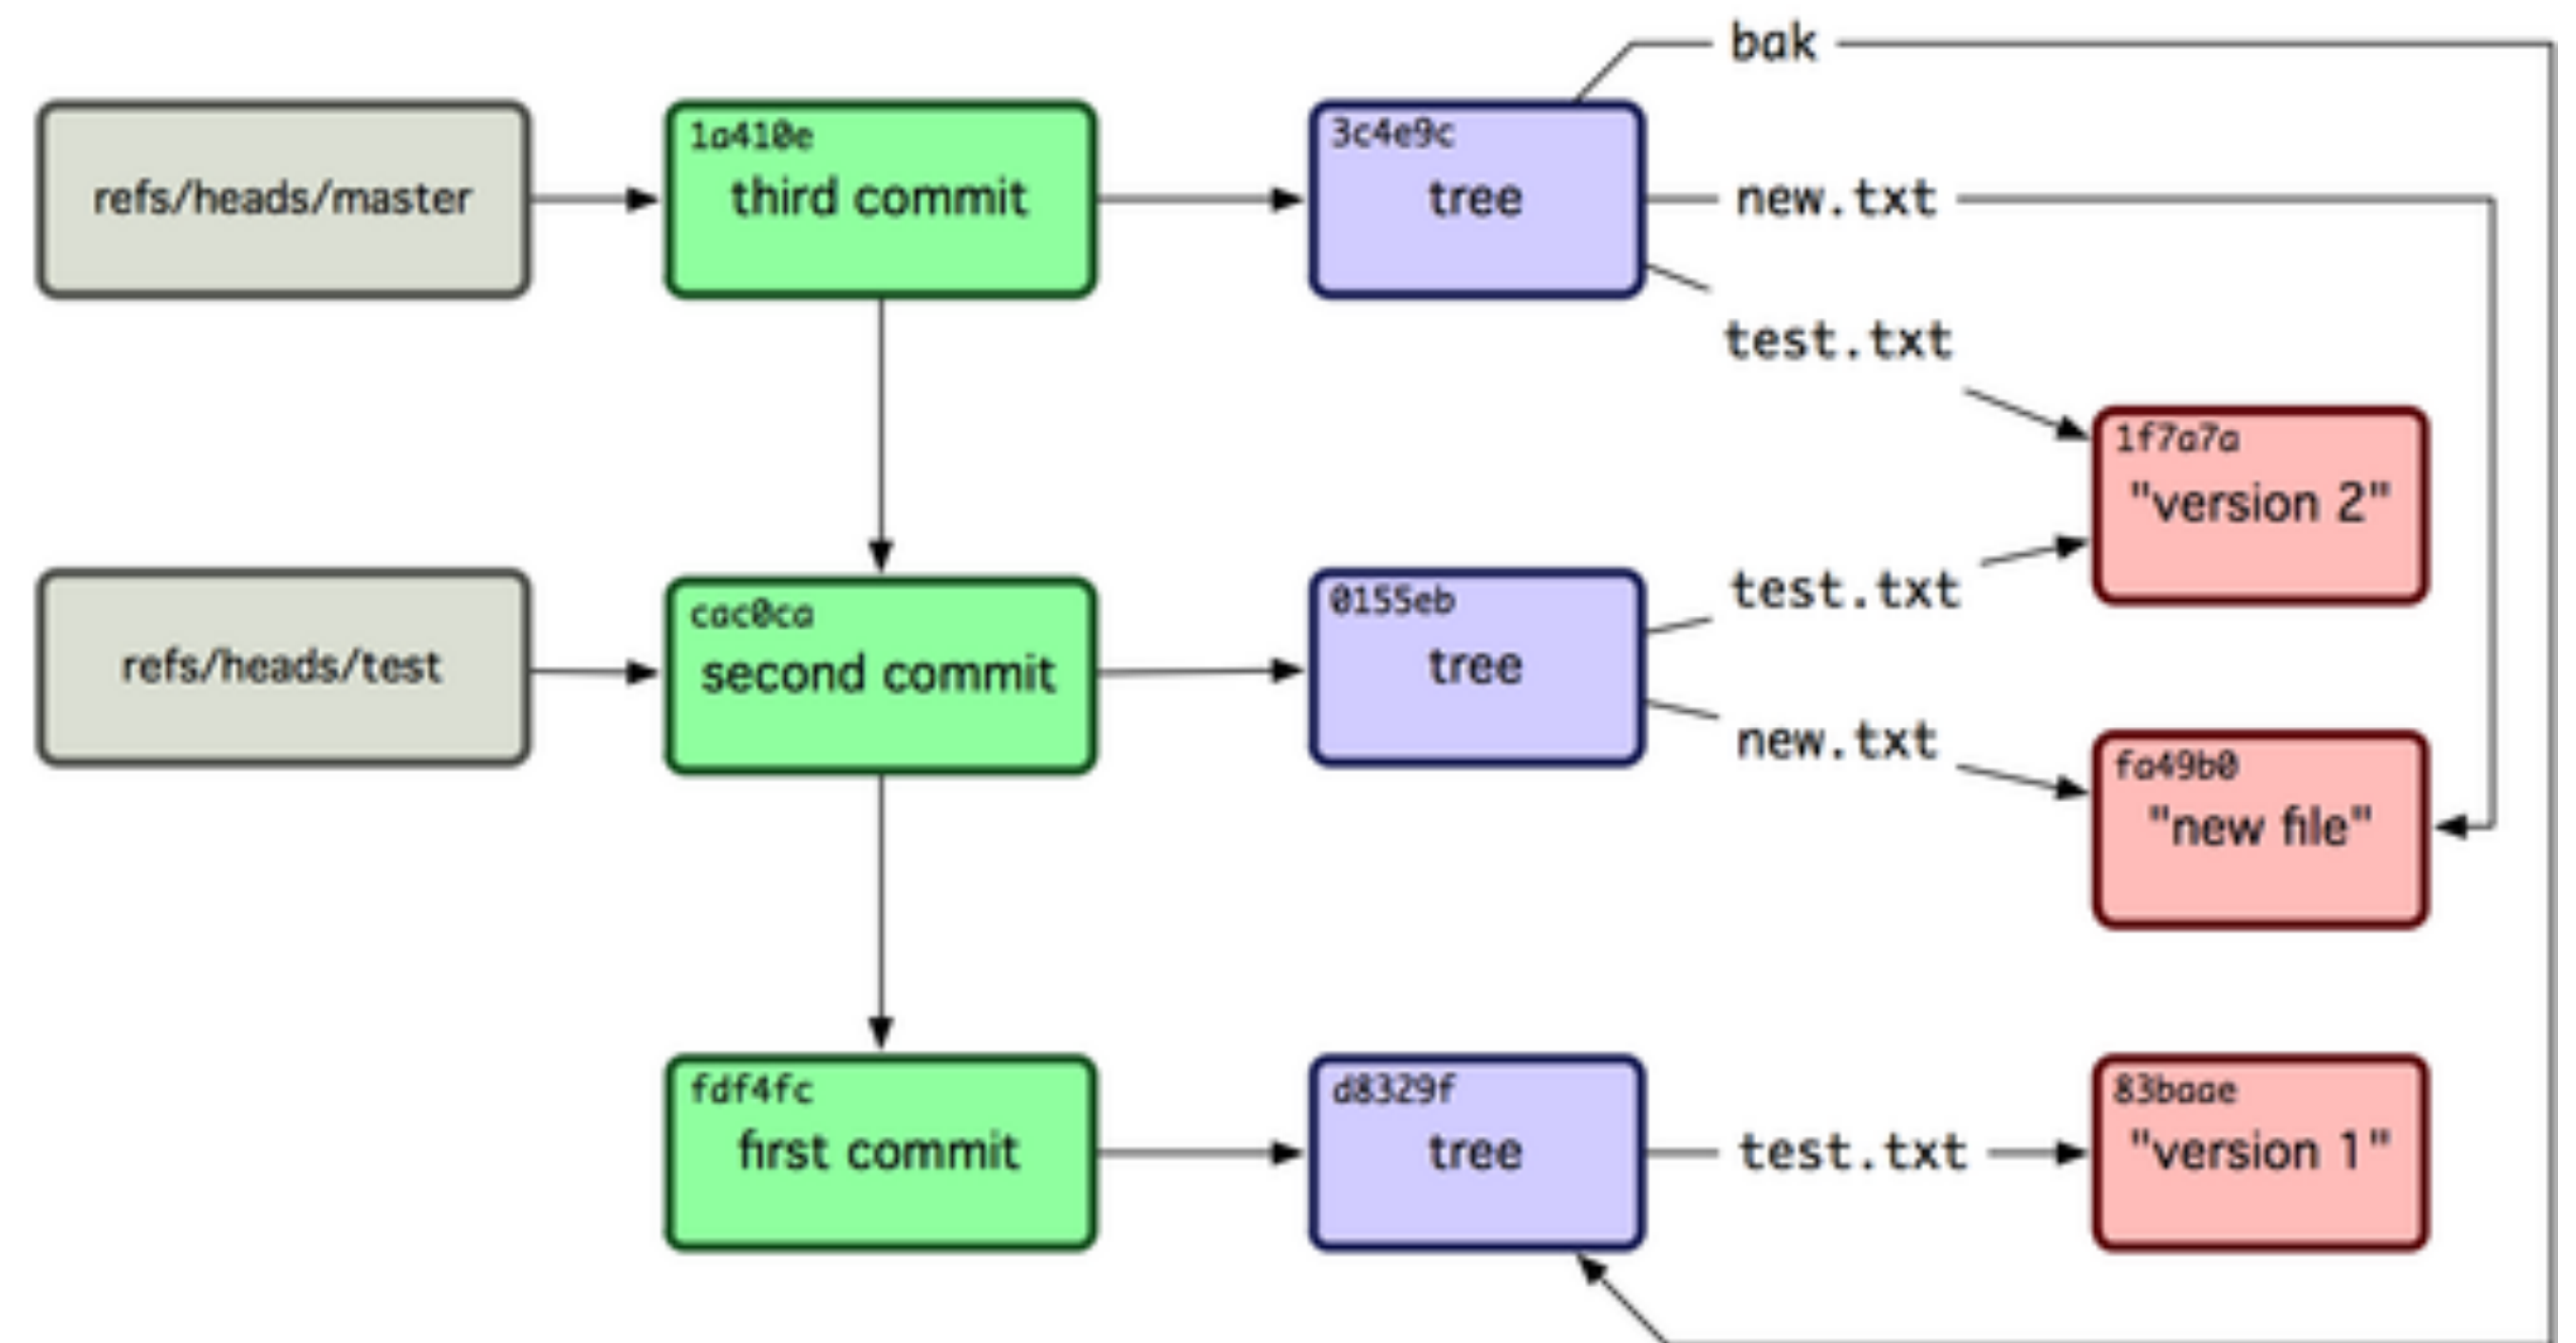 bak
refs/heads/master
1a410e
third commit
3c4e9c
tree
new.txt
test.txt
1f7a7a
"version 2"
refs/heads/test
cac0ca
second commit
0155eb
tree
test.txt
new.txt
fa49b0
"new file"
fdf4fc
first commit
d8329f
tree
test.txt
83baae
"version 1"